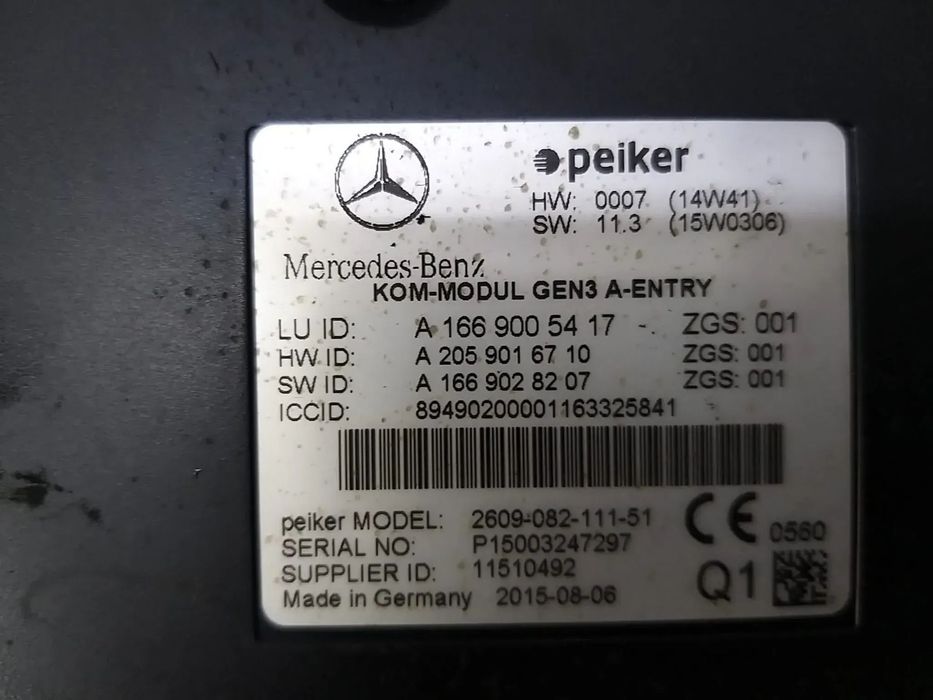 peiker
HW: 0007 (14W41)
SW: 11.3 (15W0306)
Mercedes-Benz
KOM-MODUL GEN3 A-ENTRY
LU ID: A 166 900 54 17 ZGS: 001
HW ID: A 205 901 67 10 ZGS: 001
SW ID: A 166 902 82 07 ZGS: 001
ICCID: 89490200001163325841
peiker MODEL: 2609-082-111-51 CE 0560
SERIAL NO: P15003247297
SUPPLIER ID: 11510492
Made in Germany 2015-08-06 Q1